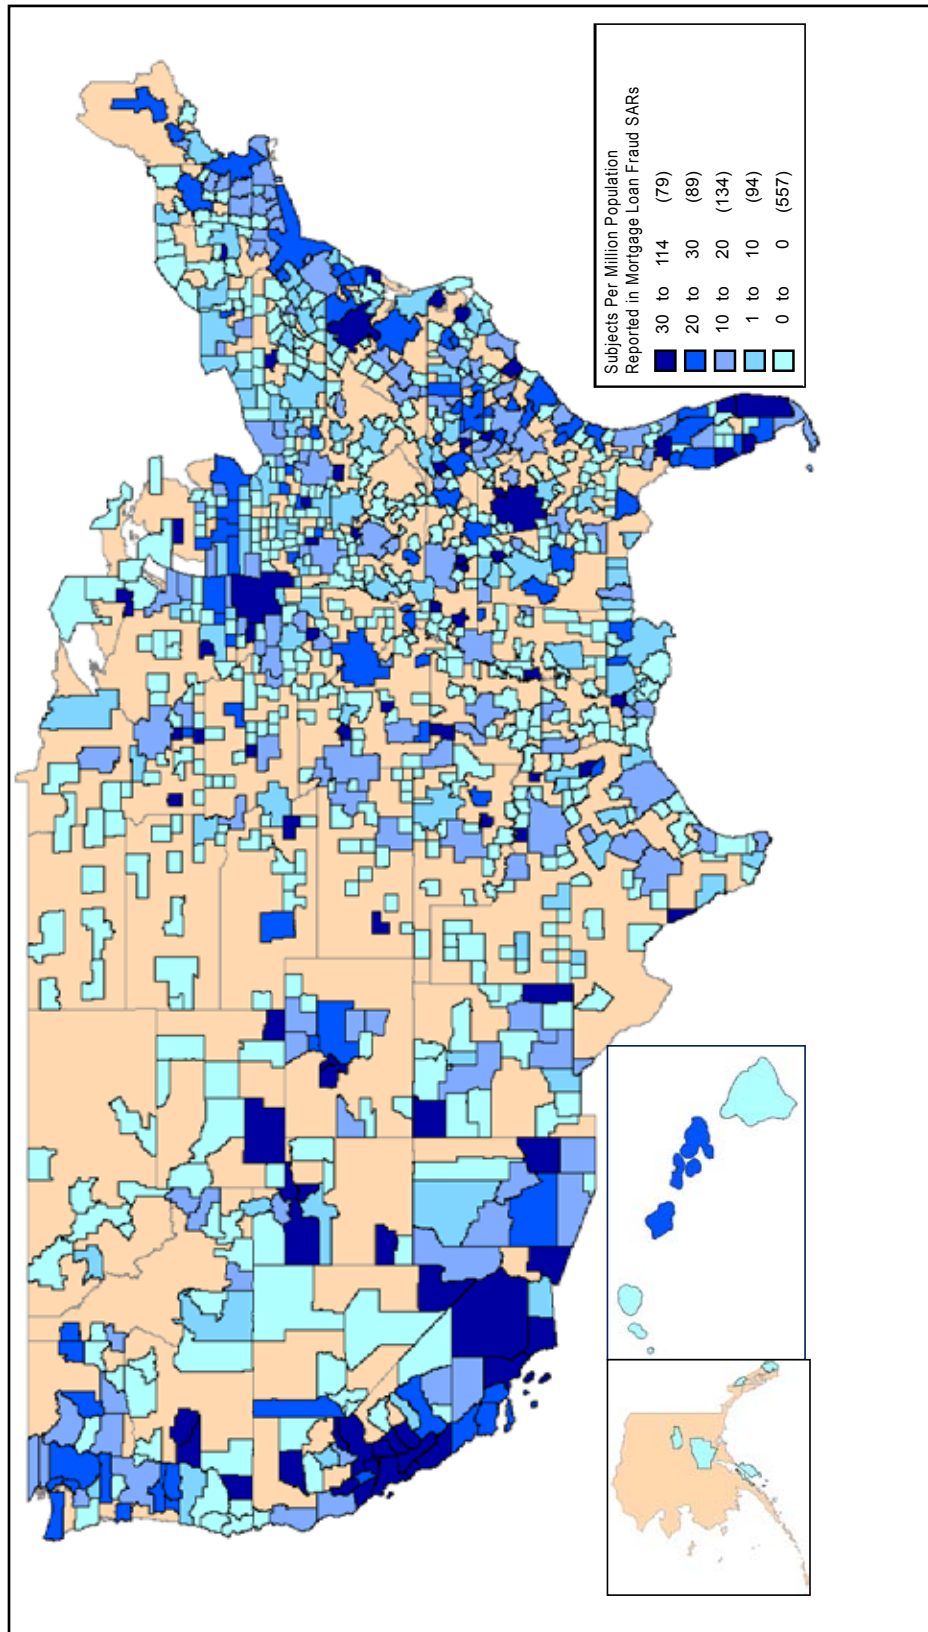 Subjects Per Million Population
Reported in Mortgage Loan Fraud SARs
30 to 114 (79)
20 to 30 (89)
10 to 20 (134)
1 to 10 (94)
0 to 0 (557)